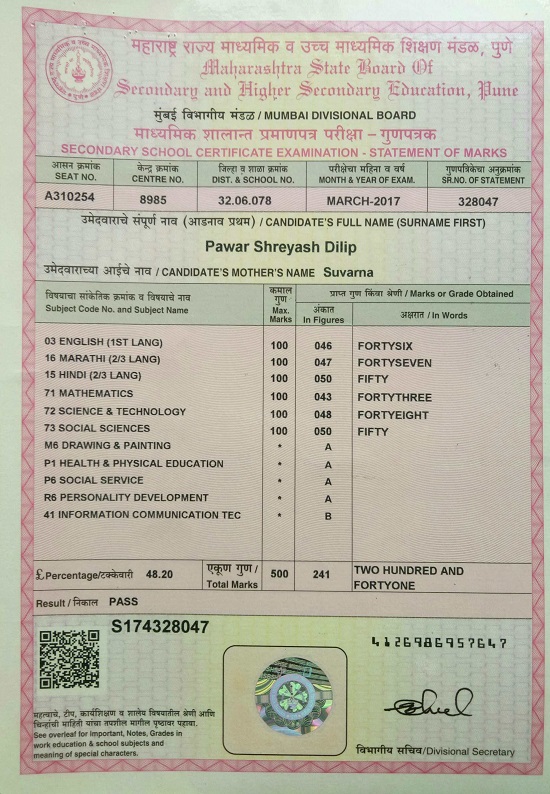 महाराष्ट्र राज्य माध्यमिक व उच्च माध्यमिक शिक्षण मंडळ, पुणे
Maharashtra State Board Of
Secondary and Higher Secondary Education, Pune
मुंबई विभागीय मंडळ / MUMBAI DIVISIONAL BOARD
माध्यमिक शालान्त प्रमाणपत्र परीक्षा – गुणपत्रक
SECONDARY SCHOOL CERTIFICATE EXAMINATION - STATEMENT OF MARKS
आसन क्रमांक केन्द्र क्रमांक जिल्हा व शाळा क्रमांक परीक्षेचा महिना व वर्ष गुणपत्रिकेचा अनुक्रमांक
SEAT NO. CENTRE NO. DIST. & SCHOOL NO. MONTH & YEAR OF EXAM. SR.NO. OF STATEMENT
A310254 8985 32.06.078 MARCH-2017 328047
उमेदवाराचे संपूर्ण नाव (आडनाव प्रथम) / CANDIDATE'S FULL NAME (SURNAME FIRST)
Pawar Shreyash Dilip
उमेदवाराच्या आईचे नाव / CANDIDATE'S MOTHER'S NAME Suvarna
विषयाचा सांकेतिक क्रमांक व विषयाचे नाव
Subject Code No. and Subject Name
कमाल
गुण
Max.
Marks
प्राप्त गुण किंवा श्रेणी / Marks or Grade Obtained
अंकात
In Figures
अक्षरात / In Words
03 ENGLISH (1ST LANG) 100 046 FORTYSIX
16 MARATHI (2/3 LANG) 100 047 FORTYSEVEN
15 HINDI (2/3 LANG) 100 050 FIFTY
71 MATHEMATICS 100 043 FORTYTHREE
72 SCIENCE & TECHNOLOGY 100 048 FORTYEIGHT
73 SOCIAL SCIENCES 100 050 FIFTY
M6 DRAWING & PAINTING * A
P1 HEALTH & PHYSICAL EDUCATION * A
P6 SOCIAL SERVICE * A
R6 PERSONALITY DEVELOPMENT * A
41 INFORMATION COMMUNICATION TEC * B
£ Percentage/टक्केवारी 48.20
एकूण गुण /
Total Marks
500 241
TWO HUNDRED AND
FORTYONE
Result / निकाल PASS
S174328047
4126986957647
महत्वाचे, टीप, कार्यशिक्षण व शालेय विषयातील श्रेणी आणि
चिन्हांची माहिती यांचा तपशील मागील पृष्ठावर पहावा.
See overleaf for Important, Notes, Grades in
work education & school subjects and
meaning of special characters.
विभागीय सचिव/Divisional Secretary